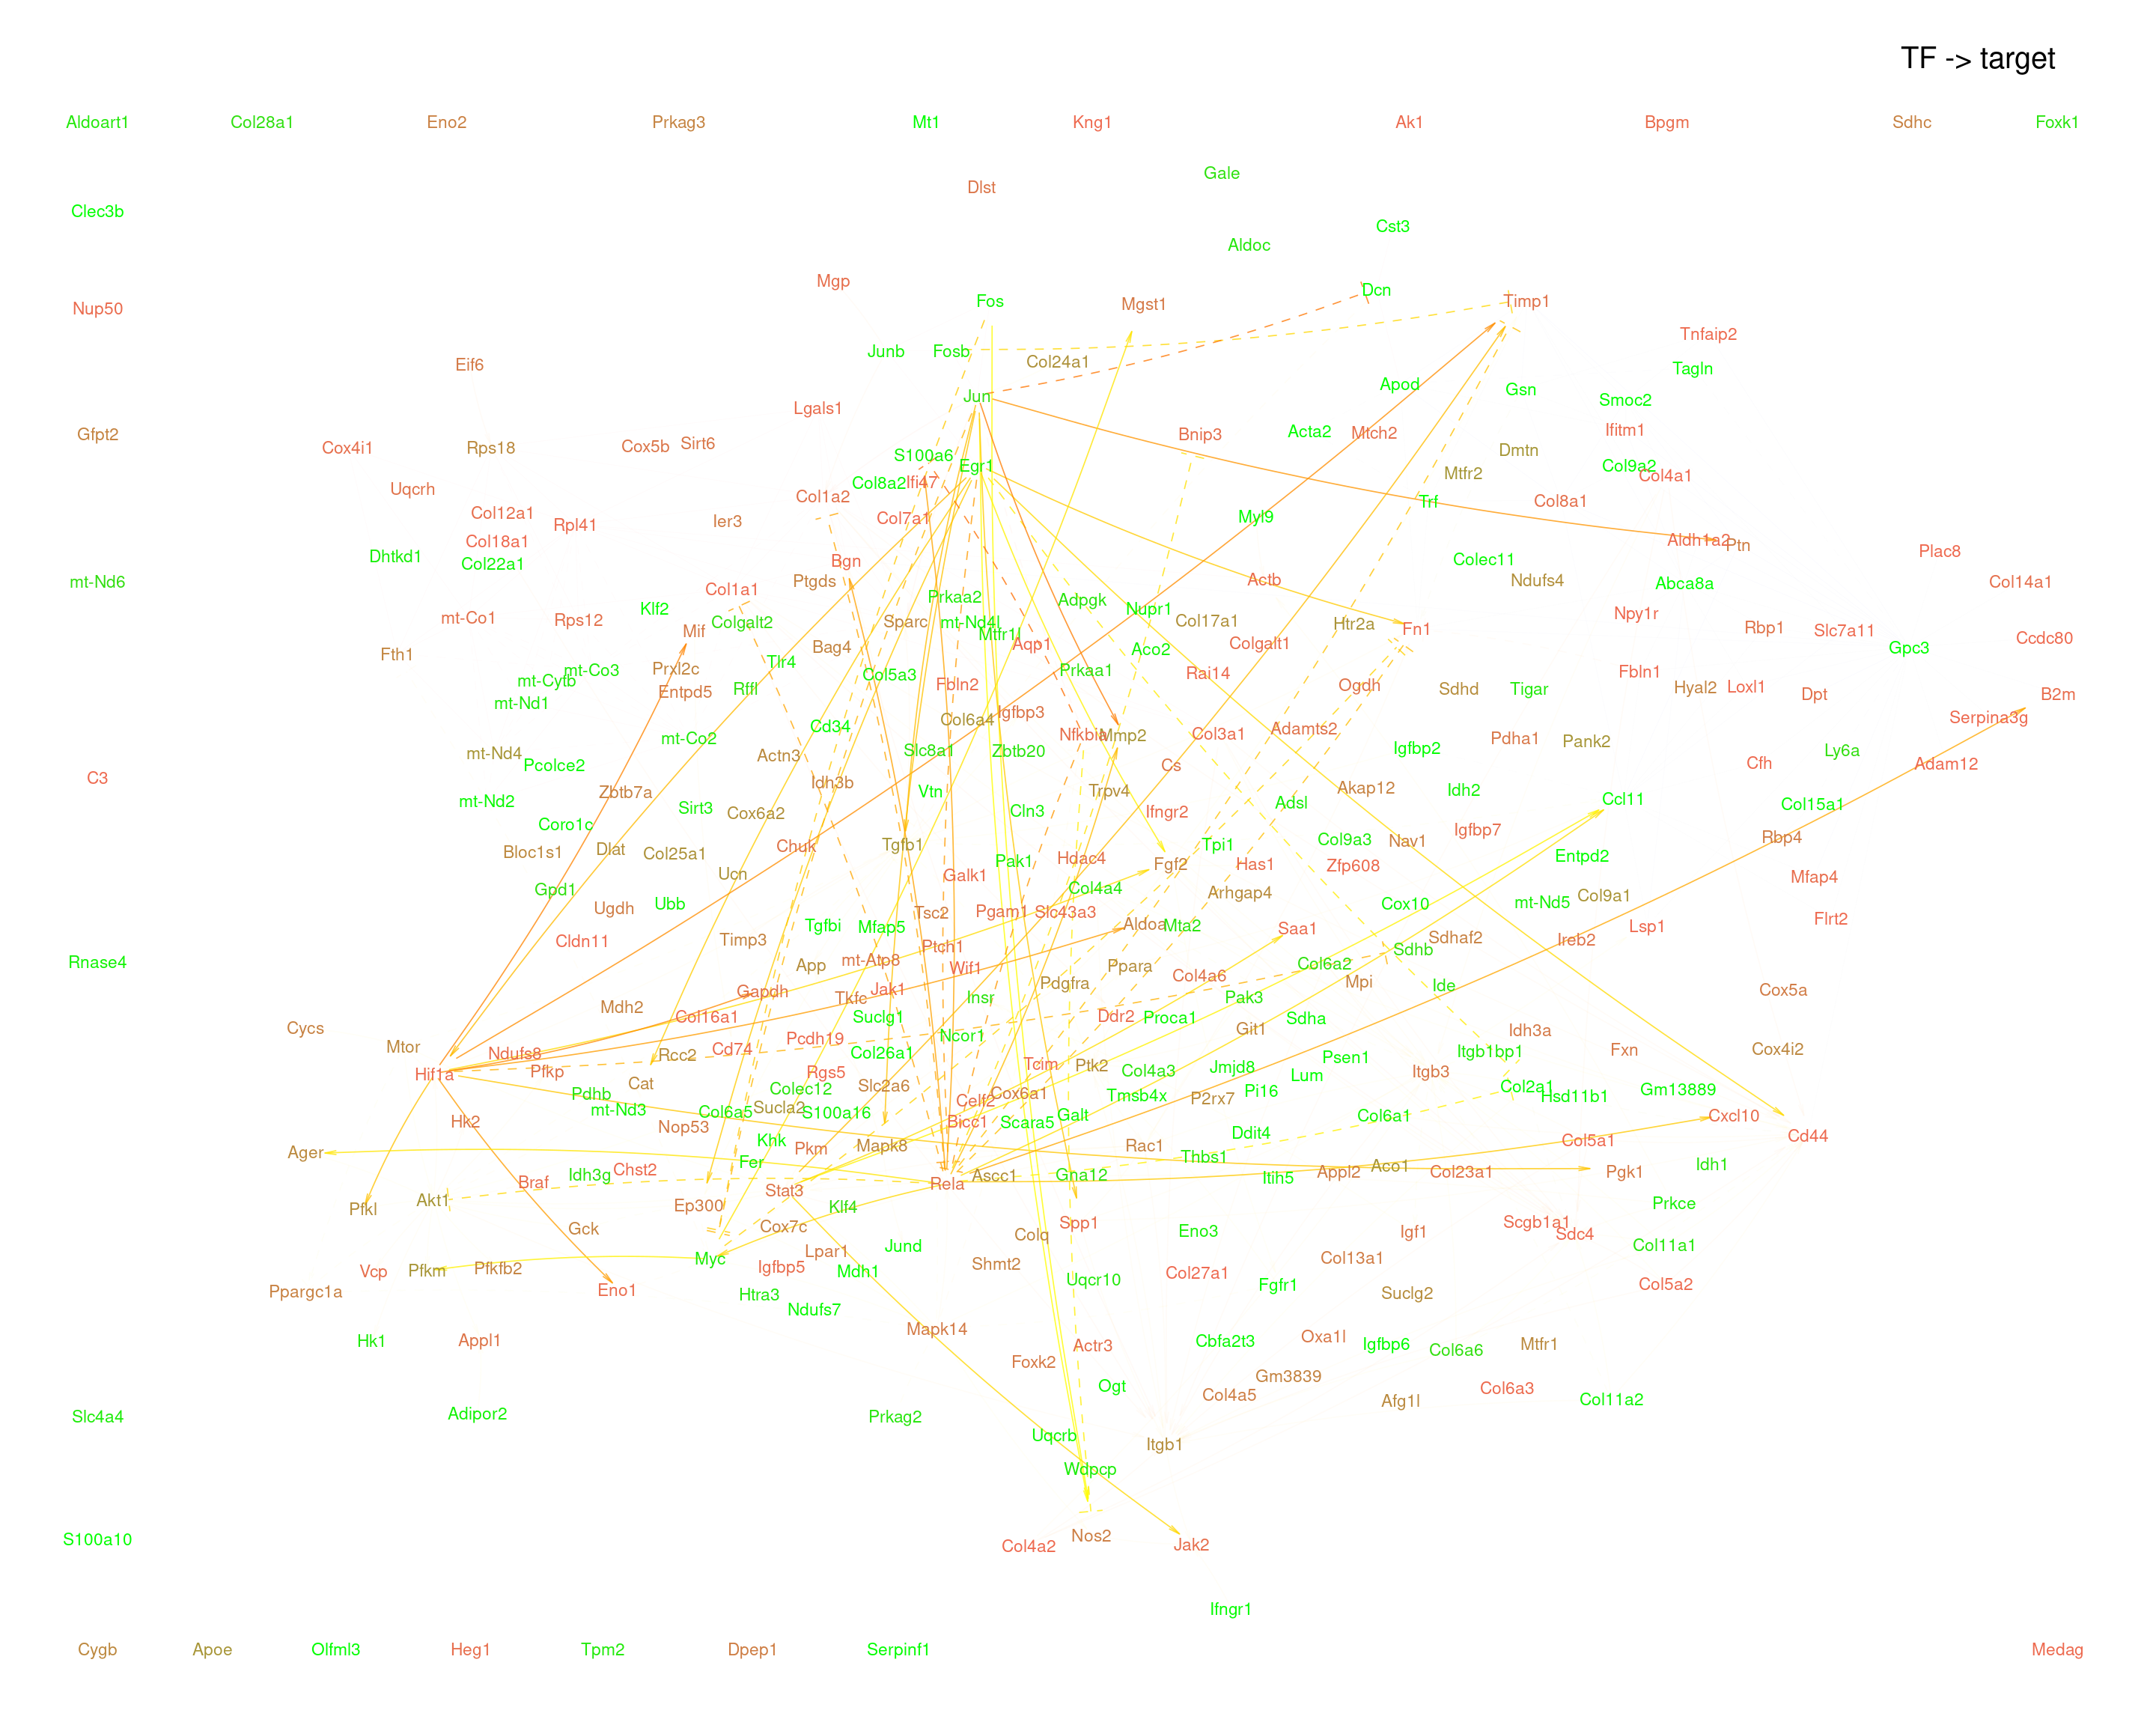 TF -> target
Aldoart1 Col28a1 Eno2 Prkag3 Mt1 Kng1 Ak1 Bpgm Sdhc Foxk1
Gale
Dlst
Clec3b
Cst3
Aldoc
Mgp
Dcn
Fos Mgst1 Timp1
Nup50
Tnfaip2
Junb Fosb
Col24a1
Eif6
Tagln
Apod
Gsn
Jun
Smoc2
Lgals1
Gfpt2 Bnip3 Acta2 Mtch2 Ifitm1
Cox4i1 Rps18 Cox5b Sirt6
Dmtn
S100a6
Egr1 Col9a2
Mtfr2 Col4a1
Col8a2 Ifi47
Uqcrh
Col1a2 Trf Col8a1
Col12a1 Rpl41 Ier3 Col7a1 Myl9
Col18a1 Aldh1a2 Ptn
Dhtkd1 Col22a1 Bgn Colec11 Plac8
mt-Nd6 Ptgds Actb Ndufs4 Abca8a Col14a1
Col1a1 Prkaa2 Adpgk
Klf2 Nupr1
mt-Co1 Rps12 Colgalt2 Sparc mt-Nd4l Col17a1 Htr2a Npy1r
Mif Mtfr1l Fn1 Rbp1 Slc7a11
Fth1 Bag4 Aqp1 Aco2 Colgalt1 Gpc3 Ccdc80
mt-Co3 Prxl2c Tlr4 Col5a3 Prkaa1 Rai14 Fbln1
mt-Cytb Entpd5 Rffl Fbln2 Ogdh Sdhd Tigar Hyal2 Loxl1 Dpt B2m
mt-Nd1 Cd34 Col6a4 Igfbp3 Serpina3g
mt-Co2 Nfkbia Mmp2 Col3a1 Adamts2 Pdha1 Pank2
mt-Nd4 Pcolce2 Actn3 Slc8a1 Zbtb20 Cs Igfbp2 Ly6a
C3 Idh3b Cfh Adam12
Zbtb7a Vtn Trpv4 Akap12 Idh2
mt-Nd2 Sirt3 Cox6a2 Cln3 Ifngr2 Adsl Ccl11 Col15a1
Coro1c Igfbp7 Rbp4
Bloc1s1 Dlat Col25a1 Chuk Tgfb1 Pak1 Hdac4 Tpi1 Col9a3 Nav1 Entpd2
Gpd1 Ucn Galk1 Col4a4 Fgf2 Has1 Zfp608 Mfap4
Arhgap4 Col9a1
Ugdh Ubb Tsc2 Pgam1 Slc43a3 Cox10 mt-Nd5
Tgfbi Mfap5 Aldoa Mta2 Saa1 Lsp1 Flrt2
Cldn11 Timp3 Ptch1 Sdhaf2 Ireb2
Rnase4 App mt-Atp8 Wif1 Ppara Col6a2 Sdhb
Col4a6
Gapdh Jak1 Pdgfra Mpi Ide Cox5a
Mdh2 Tkfc Insr Pak3
Col16a1 Suclg1 Ddr2 Proca1 Sdha
Cycs Git1 Idh3a
Mtor Pcdh19 Ncor1
Ndufs8 Cd74 Rcc2 Col26a1 Itgb1bp1 Fxn Cox4i2
Hif1a Pfkp Rgs5 Tcim Ptk2 Col4a3 Jmjd8 Psen1 Itgb3
Cat Colec12 Slc2a6 Lum
Pdhb Celf2 Cox6a1 Tmsb4x P2rx7 Pi16 Col2a1 Hsd11b1 Gm13889
mt-Nd3 Col6a5 Sucla2 S100a16
Hk2 Nop53 Bicc1 Scara5 Galt Col6a1 Cxcl10
Ager Khk Pkm Mapk8 Rac1 Ddit4 Col5a1 Cd44
Fer Thbs1
Braf Idh3g Chst2 Stat3 Rela Ascc1 Gna12 Itih5 Appl2 Aco1 Col23a1 Pgk1 Idh1
Pfkl Akt1 Ep300 Klf4 Prkce
Gck Cox7c Colq Spp1 Eno3 Igf1 Scgb1a1 Sdc4
Myc Lpar1 Jund Col13a1 Col11a1
Vcp Pfkm Pfkfb2 Igfbp5 Mdh1 Shmt2 Uqcr10 Col27a1 Fgfr1 Col5a2
Ppargc1a Eno1 Htra3 Suclg2
Ndufs7
Hk1 Appl1 Mapk14 Actr3 Cbfa2t3 Oxa1l Igfbp6 Col6a6 Mtfr1
Foxk2 Gm3839
Ogt Col4a5 Col6a3
Slc4a4 Adipor2 Prkag2 Afg1l Col11a2
Uqcrb Itgb1
Wdpcp
S100a10 Col4a2 Nos2 Jak2
Ifngr1
Cygb Apoe Olfml3 Heg1 Tpm2 Dpep1 Serpinf1 Medag